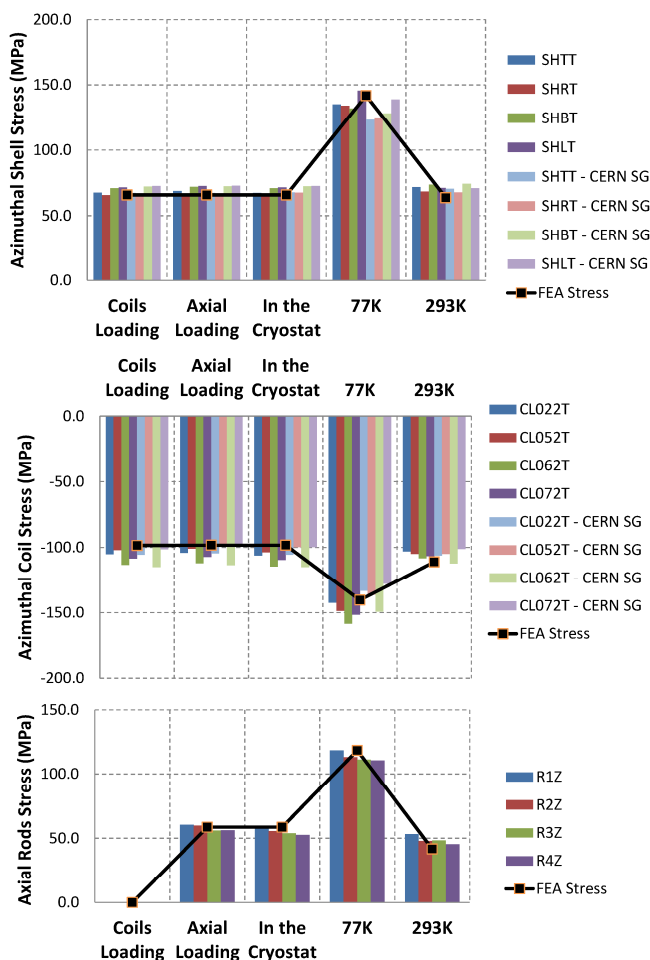 Azimuthal Shell Stress (MPa)
200.0
150.0
100.0
50.0
0.0
Coils Loading
Axial Loading
In the Cryostat
77K
293K
SHTT
SHRT
SHBT
SHLT
SHTT - CERN SG
SHRT - CERN SG
SHBT - CERN SG
SHLT - CERN SG
FEA Stress
Azimuthal Coil Stress (MPa)
Coils Loading
Axial Loading
In the Cryostat
77K
293K
0.0
-50.0
-100.0
-150.0
-200.0
CL022T
CL052T
CL062T
CL072T
CL022T - CERN SG
CL052T - CERN SG
CL062T - CERN SG
CL072T - CERN SG
FEA Stress
Axial Rods Stress (MPa)
150.0
100.0
50.0
0.0
Coils Loading
Axial Loading
In the Cryostat
77K
293K
R1Z
R2Z
R3Z
R4Z
FEA Stress